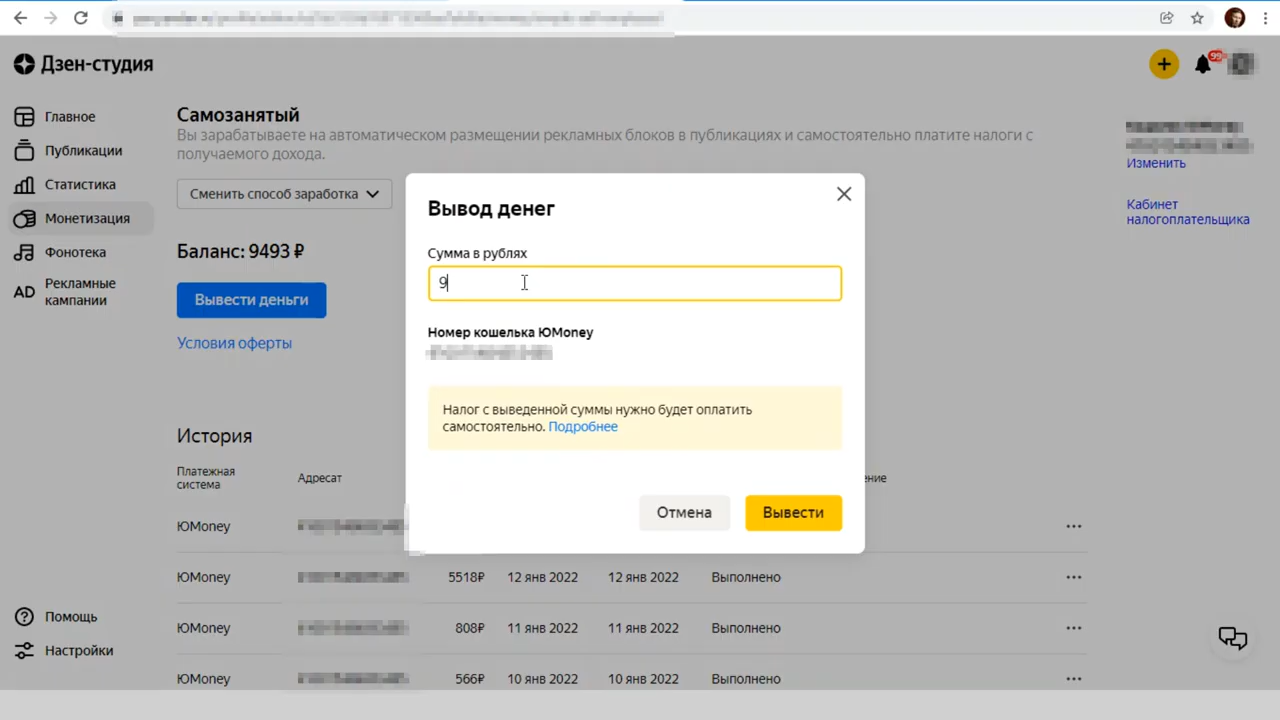 Дзен-студия
99
Главное
Публикации
Статистика
Монетизация
Фонотека
AD Рекламные
кампании
Помощь
Настройки
Самозанятый
Вы зарабатываете на автоматическом размещении рекламных блоков в публикациях и самостоятельно платите налоги с
получаемого дохода.
Сменить способ заработка
Баланс: 9493 ₽
Вывести деньги
Условия оферты
Изменить
Кабинет
налогоплательщика
Вывод денег
Сумма в рублях
9
Номер кошелька ЮMoney
Налог с выведенной суммы нужно будет оплатить
самостоятельно. Подробнее
Отмена
Вывести
История
Платежная
система
Адресат
ЮMoney
ЮMoney 5518₽ 12 янв 2022 12 янв 2022 Выполнено
ЮMoney 808₽ 11 янв 2022 11 янв 2022 Выполнено
ЮMoney 566₽ 10 янв 2022 10 янв 2022 Выполнено